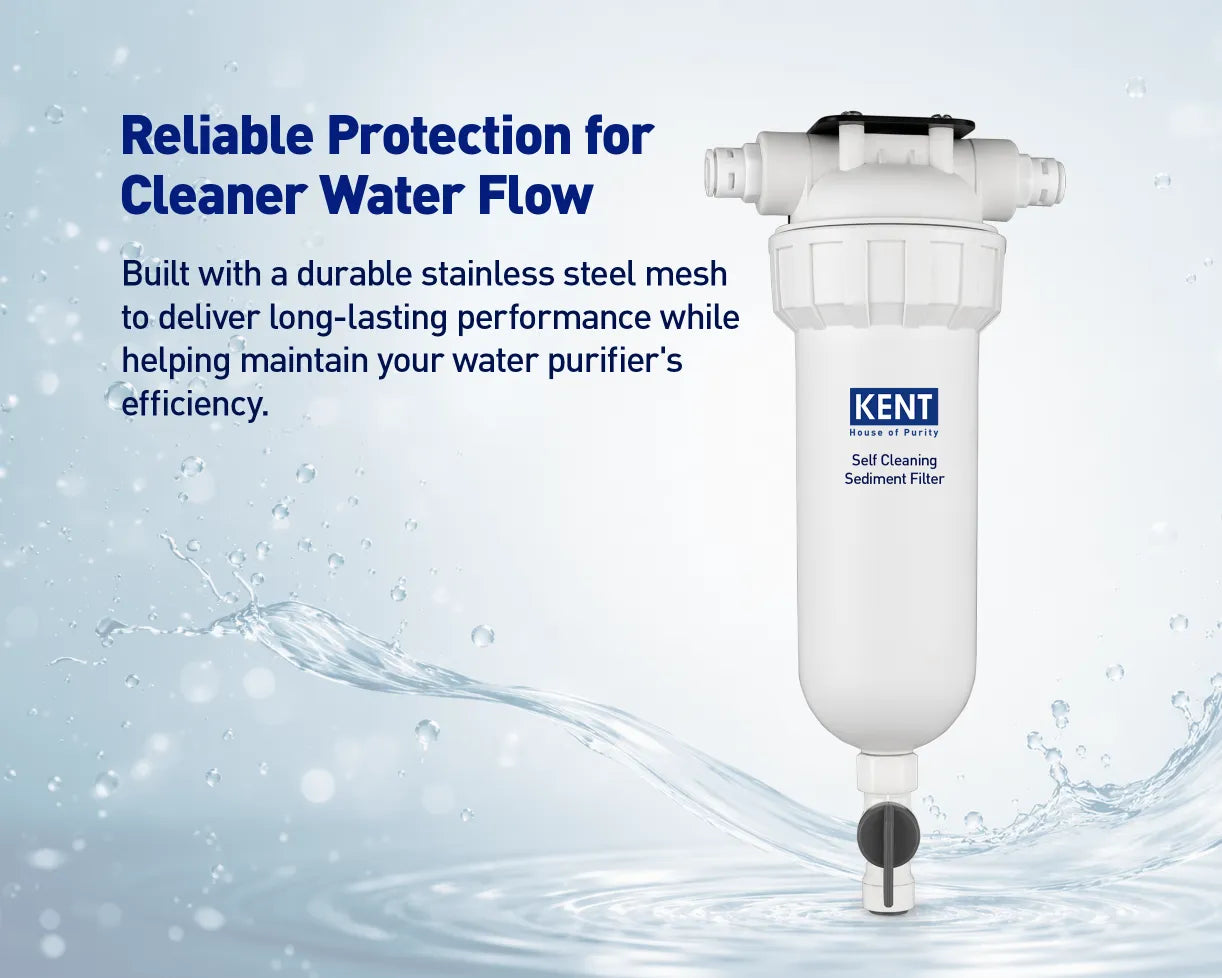 Reliable Protection for
Cleaner Water Flow
Built with a durable stainless steel mesh
to deliver long-lasting performance while
helping maintain your water purifier's
efficiency.
KENT
House of Purity
Self Cleaning
Sediment Filter